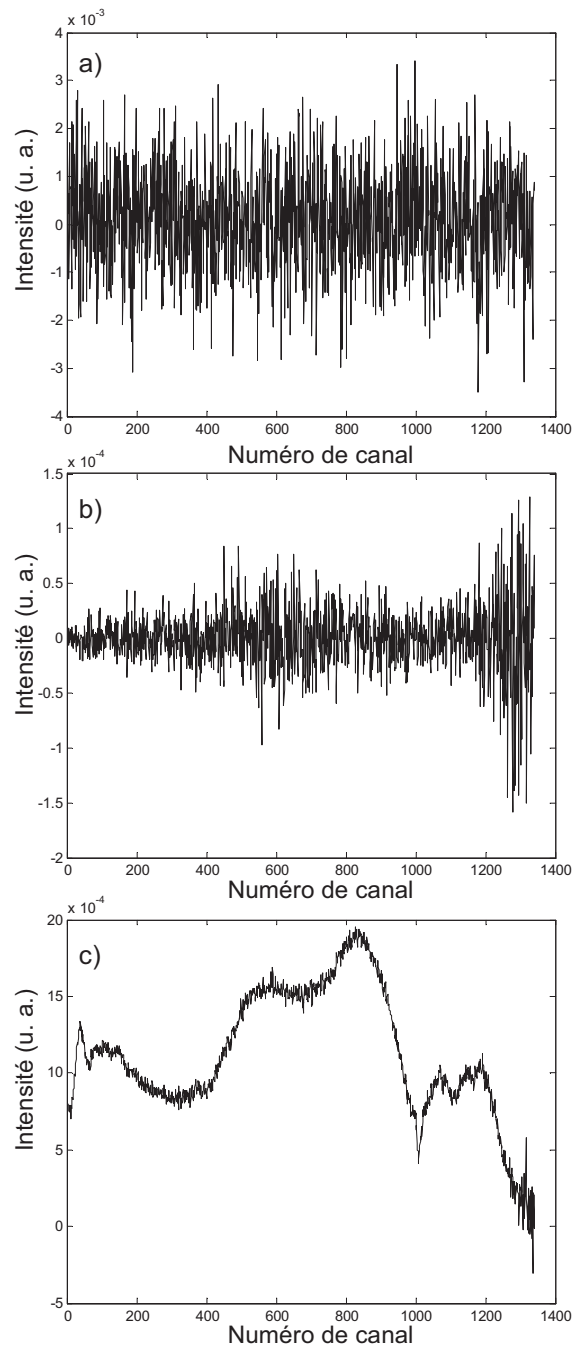 x 10⁻³
4
a)
3
2
1
0
-1
-2
-3
-4
Intensité (u. a.)
0 200 400 600 800 1000 1200 1400
Numéro de canal
x 10⁻⁴
1.5
b)
1
0.5
0
-0.5
-1
-1.5
-2
Intensité (u. a.)
0 200 400 600 800 1000 1200 1400
Numéro de canal
x 10⁻⁴
20
c)
15
10
5
0
-5
Intensité (u. a.)
0 200 400 600 800 1000 1200 1400
Numéro de canal